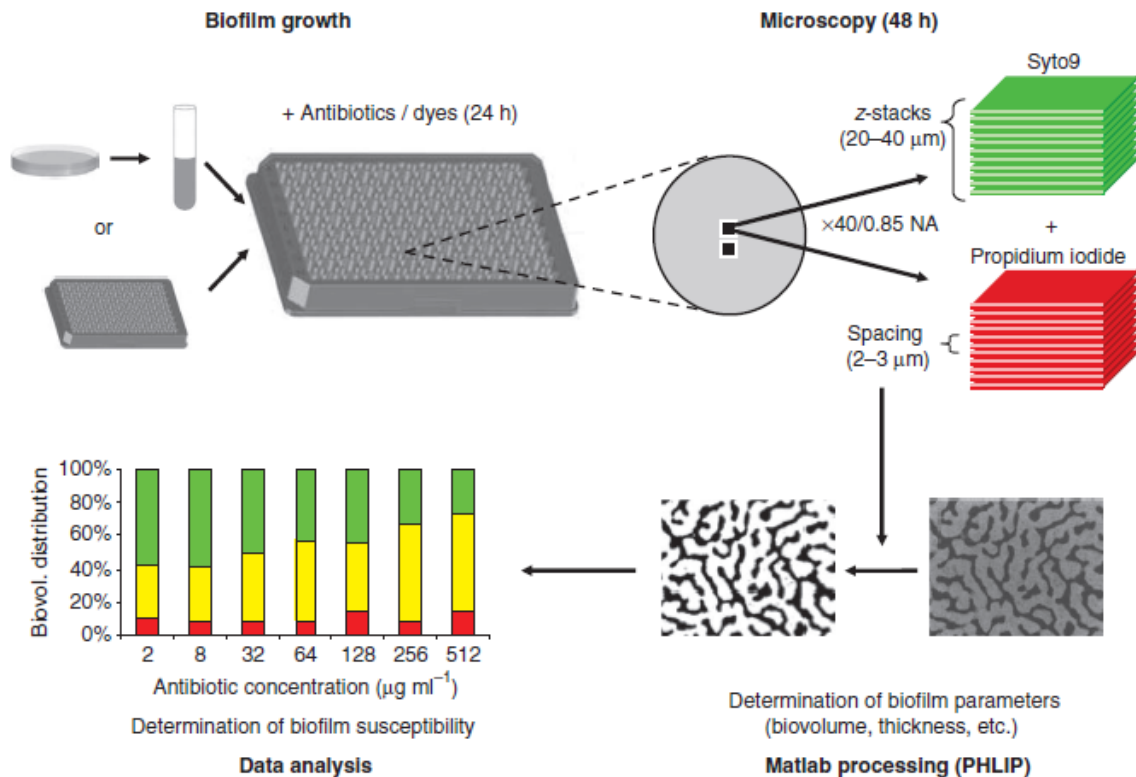 Biofilm growth
Microscopy (48 h)
Syto9
+ Antibiotics / dyes (24 h)
z-stacks
(20–40 μm)
or
×40/0.85 NA
+
Propidium iodide
Spacing
(2–3 μm)
100%
80%
60%
40%
20%
0%
Biovol. distribution
2 8 32 64 128 256 512
Antibiotic concentration (μg ml⁻¹)
Determination of biofilm susceptibility
Data analysis
Determination of biofilm parameters
(biovolume, thickness, etc.)
Matlab processing (PHLIP)